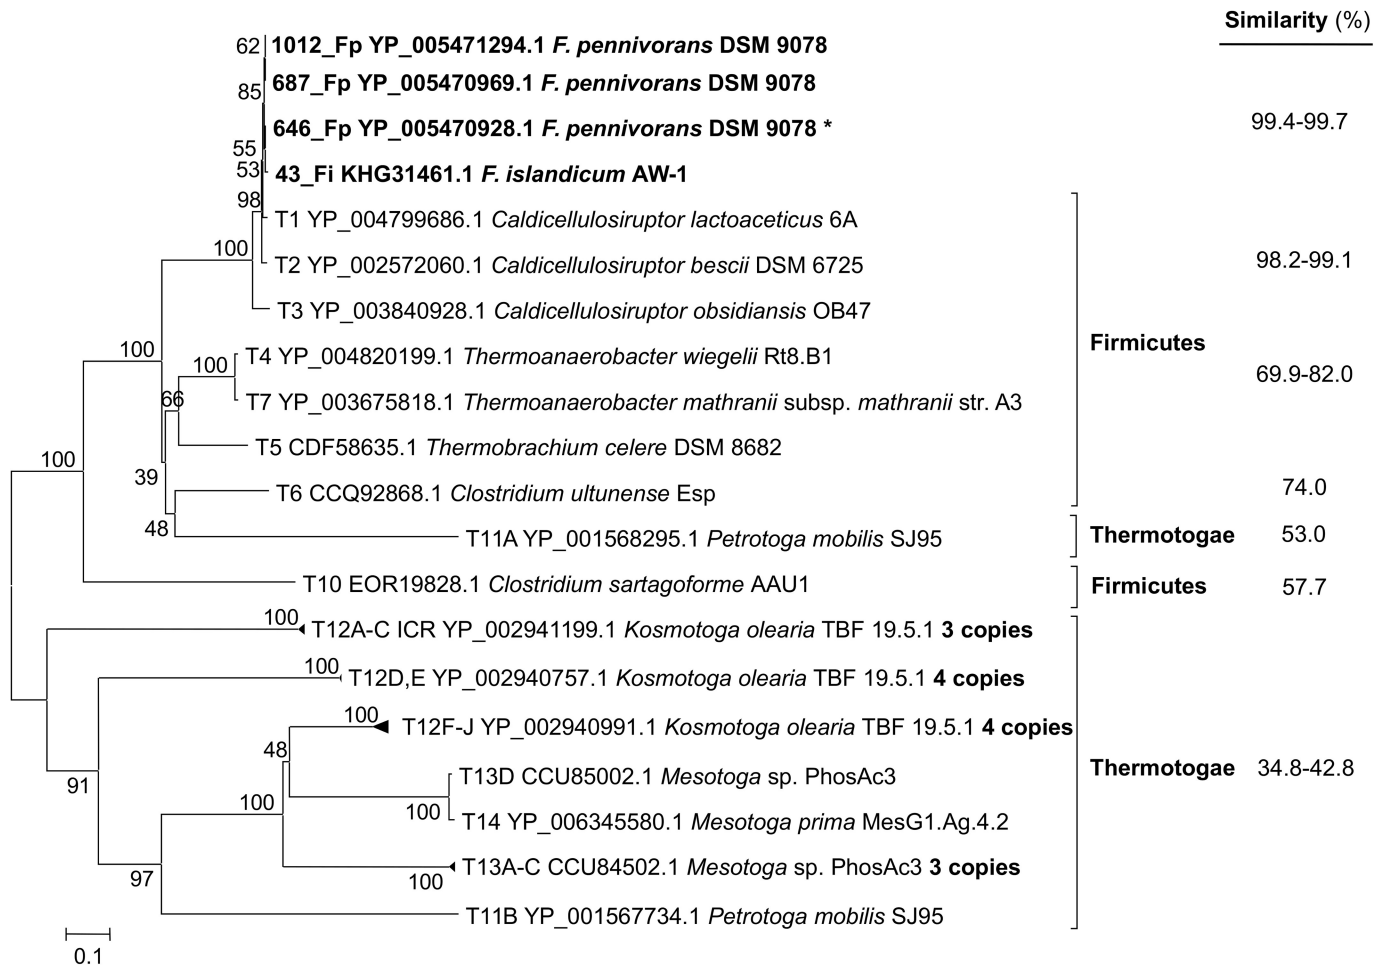 Similarity (%)
62
1012_Fp YP_005471294.1 F. pennivorans DSM 9078
85
687_Fp YP_005470969.1 F. pennivorans DSM 9078
99.4-99.7
646_Fp YP_005470928.1 F. pennivorans DSM 9078 *
55
53
43_Fi KHG31461.1 F. islandicum AW-1
98
T1 YP_004799686.1 Caldicellulosiruptor lactoaceticus 6A
100
T2 YP_002572060.1 Caldicellulosiruptor bescii DSM 6725
98.2-99.1
T3 YP_003840928.1 Caldicellulosiruptor obsidiansis OB47
Firmicutes
100
100
T4 YP_004820199.1 Thermoanaerobacter wiegelii Rt8.B1
69.9-82.0
66
T7 YP_003675818.1 Thermoanaerobacter mathranii subsp. mathranii str. A3
T5 CDF58635.1 Thermobrachium celere DSM 8682
100
39
T6 CCQ92868.1 Clostridium ultunense Esp
74.0
48
T11A YP_001568295.1 Petrotoga mobilis SJ95
Thermotogae
53.0
T10 EOR19828.1 Clostridium sartagoforme AAU1
Firmicutes
57.7
100
T12A-C ICR YP_002941199.1 Kosmotoga olearia TBF 19.5.1 3 copies
100
T12D,E YP_002940757.1 Kosmotoga olearia TBF 19.5.1 4 copies
100
T12F-J YP_002940991.1 Kosmotoga olearia TBF 19.5.1 4 copies
48
Thermotogae
34.8-42.8
T13D CCU85002.1 Mesotoga sp. PhosAc3
91
100
100
T14 YP_006345580.1 Mesotoga prima MesG1.Ag.4.2
T13A-C CCU84502.1 Mesotoga sp. PhosAc3 3 copies
97
100
T11B YP_001567734.1 Petrotoga mobilis SJ95
0.1